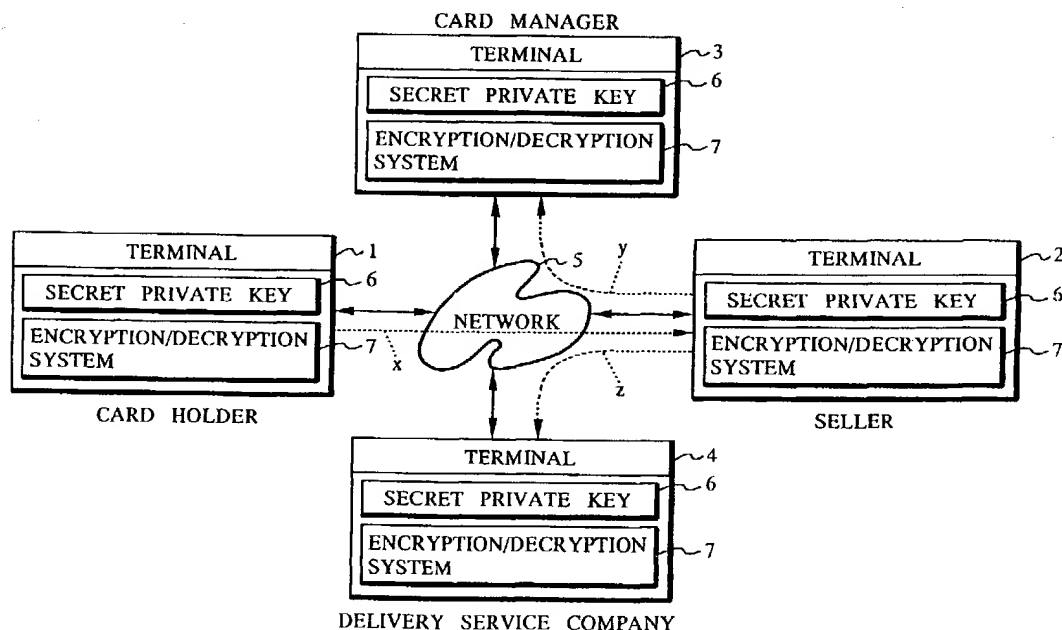 CARD MANAGER
TERMINAL
3
SECRET PRIVATE KEY
6
ENCRYPTION/DECRYPTION
SYSTEM
7
TERMINAL
1
SECRET PRIVATE KEY
6
ENCRYPTION/DECRYPTION
SYSTEM
7
CARD HOLDER
x
5
NETWORK
y
z
TERMINAL
2
SECRET PRIVATE KEY
6
ENCRYPTION/DECRYPTION
SYSTEM
7
SELLER
TERMINAL
4
SECRET PRIVATE KEY
6
ENCRYPTION/DECRYPTION
SYSTEM
7
DELIVERY SERVICE COMPANY